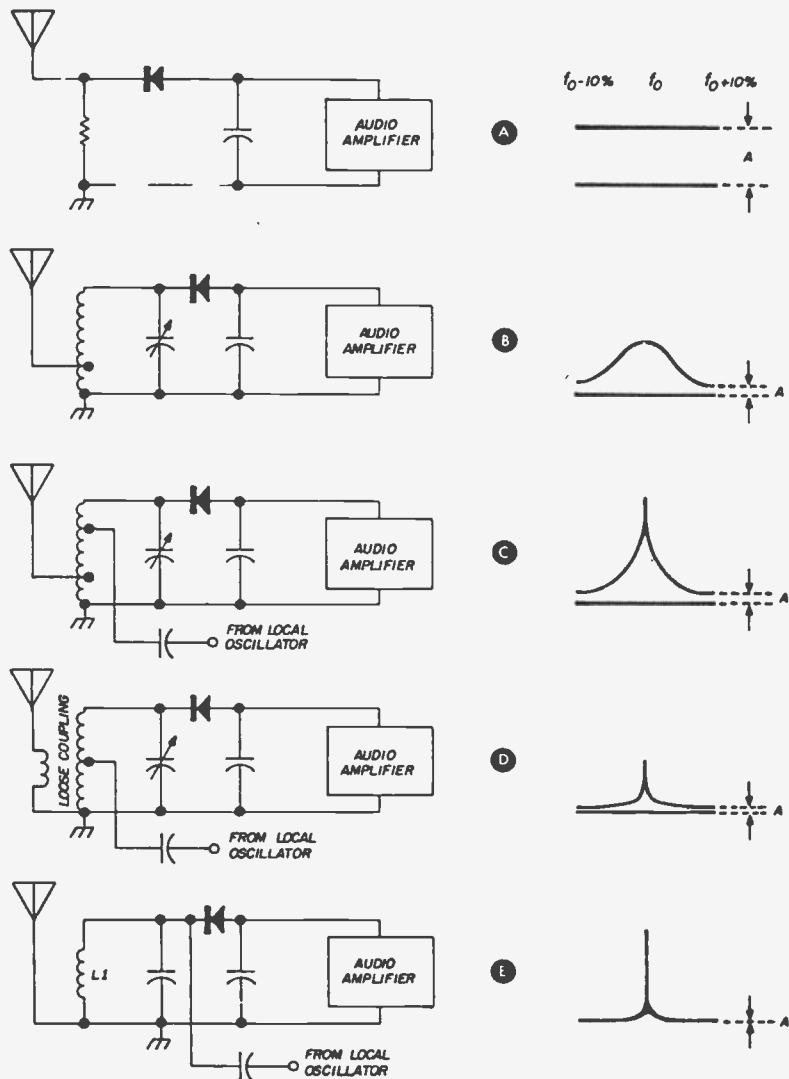 f0-10% f0 f0+10%
AUDIO
AMPLIFIER
A
A
AUDIO
AMPLIFIER
B
A
AUDIO
AMPLIFIER
C
A
FROM LOCAL
OSCILLATOR
LOOSE COUPLING
AUDIO
AMPLIFIER
D
A
FROM LOCAL
OSCILLATOR
L1
AUDIO
AMPLIFIER
E
A
FROM LOCAL
OSCILLATOR